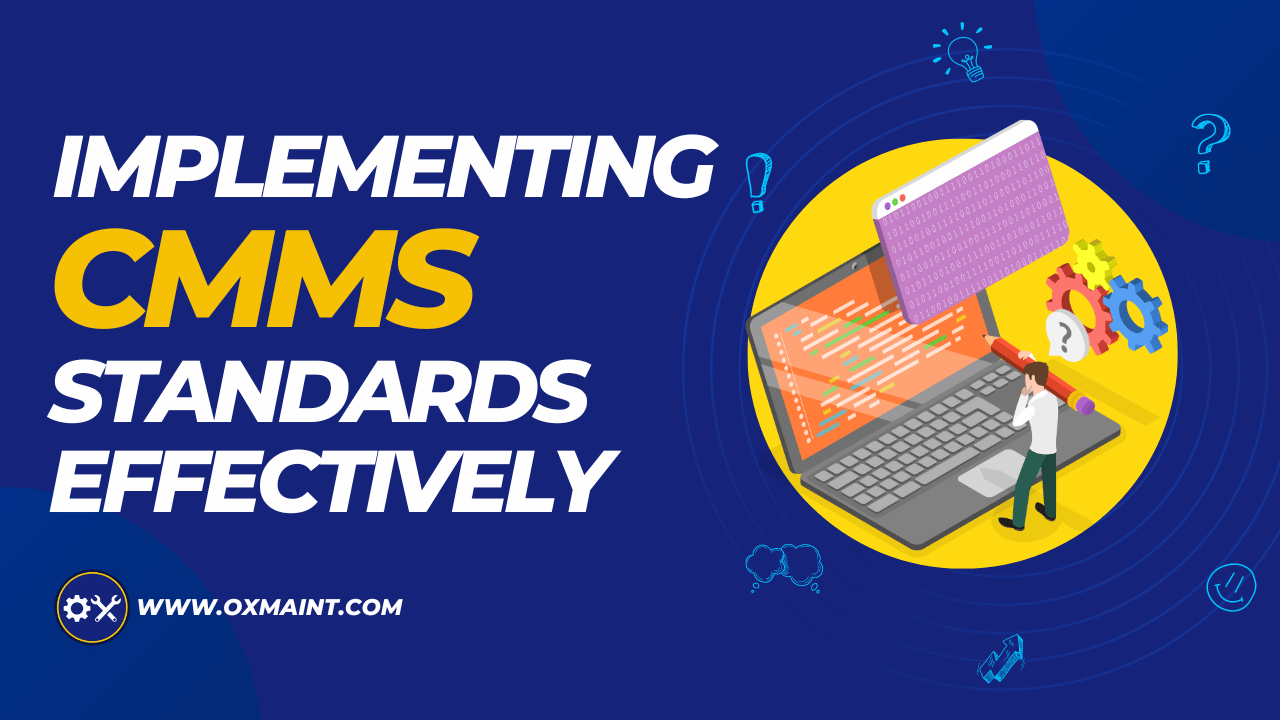 IMPLEMENTING
CMMS
STANDARDS
EFFECTIVELY
WWW.OXMAINT.COM